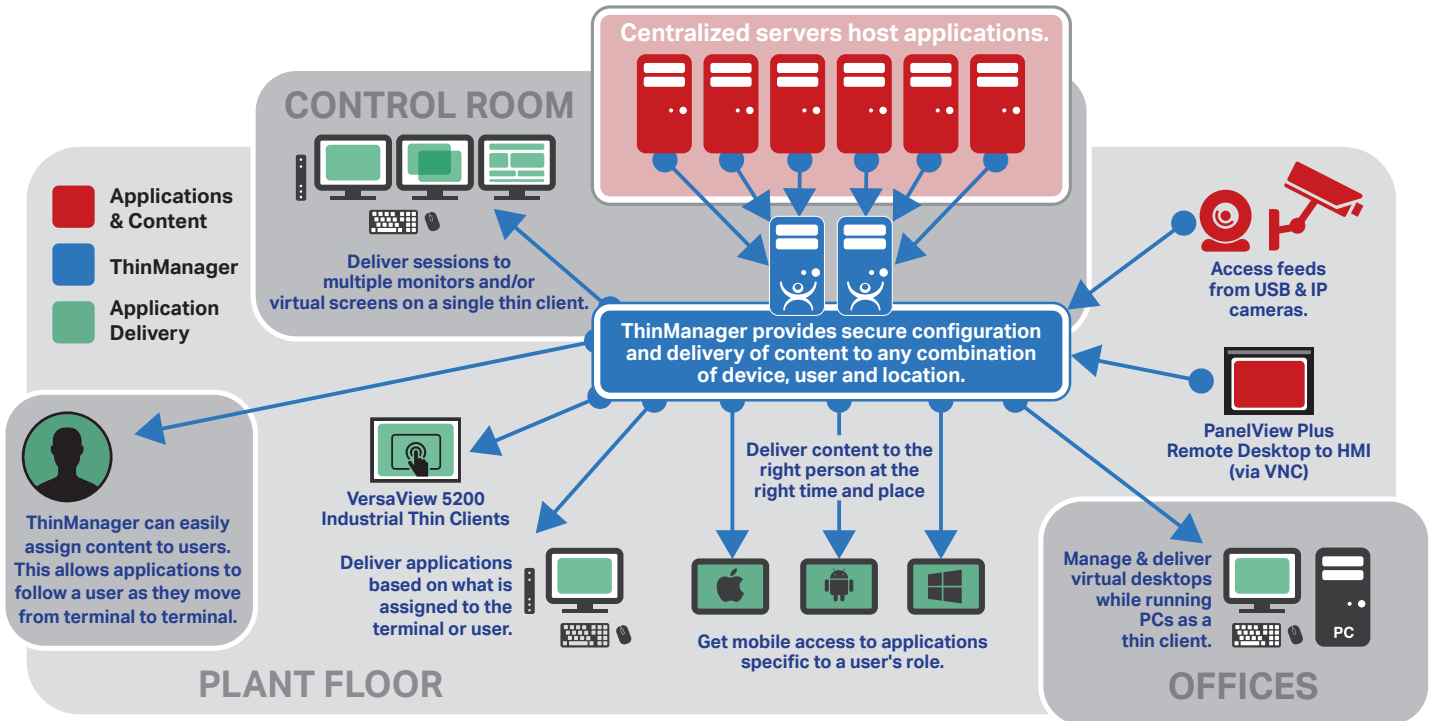 Centralized servers host applications.
CONTROL ROOM
Applications
& Content
ThinManager
Application
Delivery
Deliver sessions to
multiple monitors and/or
virtual screens on a single thin client.
Access feeds
from USB & IP
cameras.
ThinManager provides secure configuration
and delivery of content to any combination
of device, user and location.
PanelView Plus
Remote Desktop to HMI
(via VNC)
ThinManager can easily
assign content to users.
This allows applications to
follow a user as they move
from terminal to terminal.
VersaView 5200
Industrial Thin Clients
Deliver applications
based on what is
assigned to the
terminal or user.
Deliver content to the
right person at the
right time and place
Get mobile access to applications
specific to a user's role.
Manage & deliver
virtual desktops
while running
PCs as a
thin client.
PC
PLANT FLOOR
OFFICES